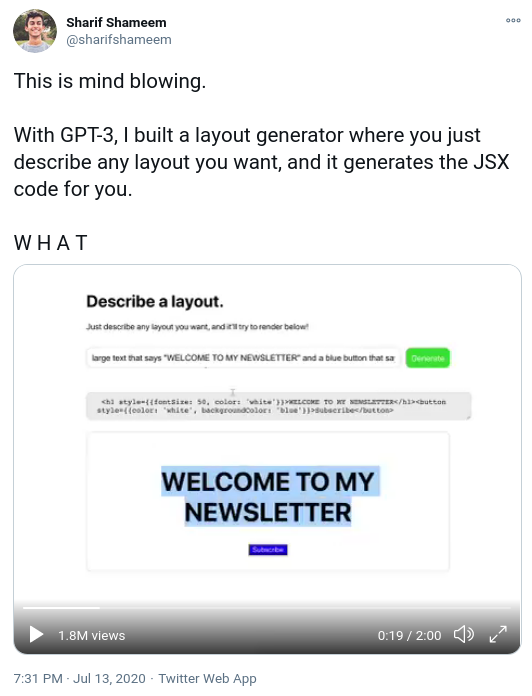 Sharif Shameem
@sharifshameem
This is mind blowing.
With GPT-3, I built a layout generator where you just
describe any layout you want, and it generates the JSX
code for you.
W H A T
Describe a layout.
Just describe any layout you want, and it'll try to render below!
large text that says "WELCOME TO MY NEWSLETTER" and a blue button that sa
Generate
<h1 style={{fontSize: 50, color: 'white'}}>WELCOME TO MY NEWSLETTER</h1><button
style={{color: 'white', backgroundColor: 'blue'}}>Subscribe</button>
WELCOME TO MY
NEWSLETTER
Subscribe
1.8M views
0:19 / 2:00
7:31 PM · Jul 13, 2020 · Twitter Web App